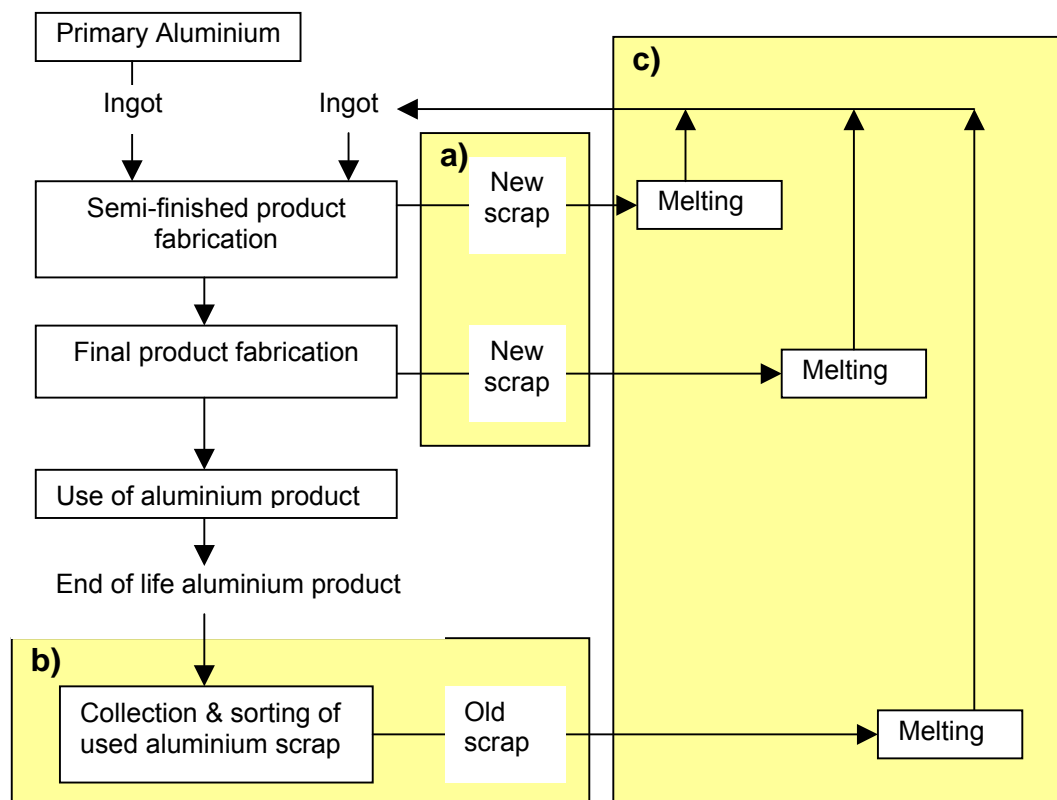 Primary Aluminium
c)
Ingot
Ingot
a)
New
scrap
Melting
Semi-finished product
fabrication
Final product fabrication
New
scrap
Melting
Use of aluminium product
End of life aluminium product
b)
Collection & sorting of
used aluminium scrap
Old
scrap
Melting